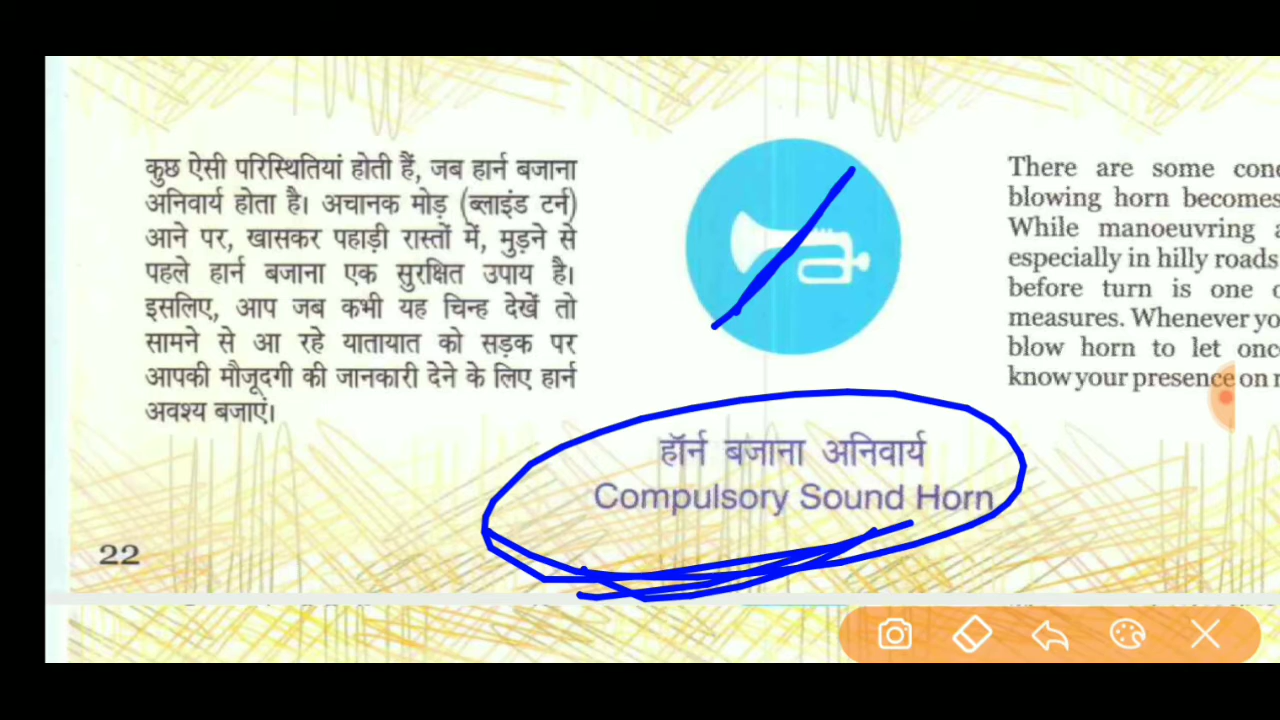 कुछ ऐसी परिस्थितियां होती हैं, जब हार्न बजाना
अनिवार्य होता है। अचानक मोड़ (ब्लाइंड टर्न)
आने पर, खासकर पहाड़ी रास्तों में, मुड़ने से
पहले हार्न बजाना एक सुरक्षित उपाय है।
इसलिए, आप जब कभी यह चिन्ह देखें तो
सामने से आ रहे यातायात को सड़क पर
आपकी मौजूदगी की जानकारी देने के लिए हार्न
अवश्य बजाएं।
हॉर्न बजाना अनिवार्य
Compulsory Sound Horn
There are some
blowing horn becomes
While manoeuvring
especially in hilly roads
before turn is one
measures. Whenever
blow horn to let
know your presence on
22